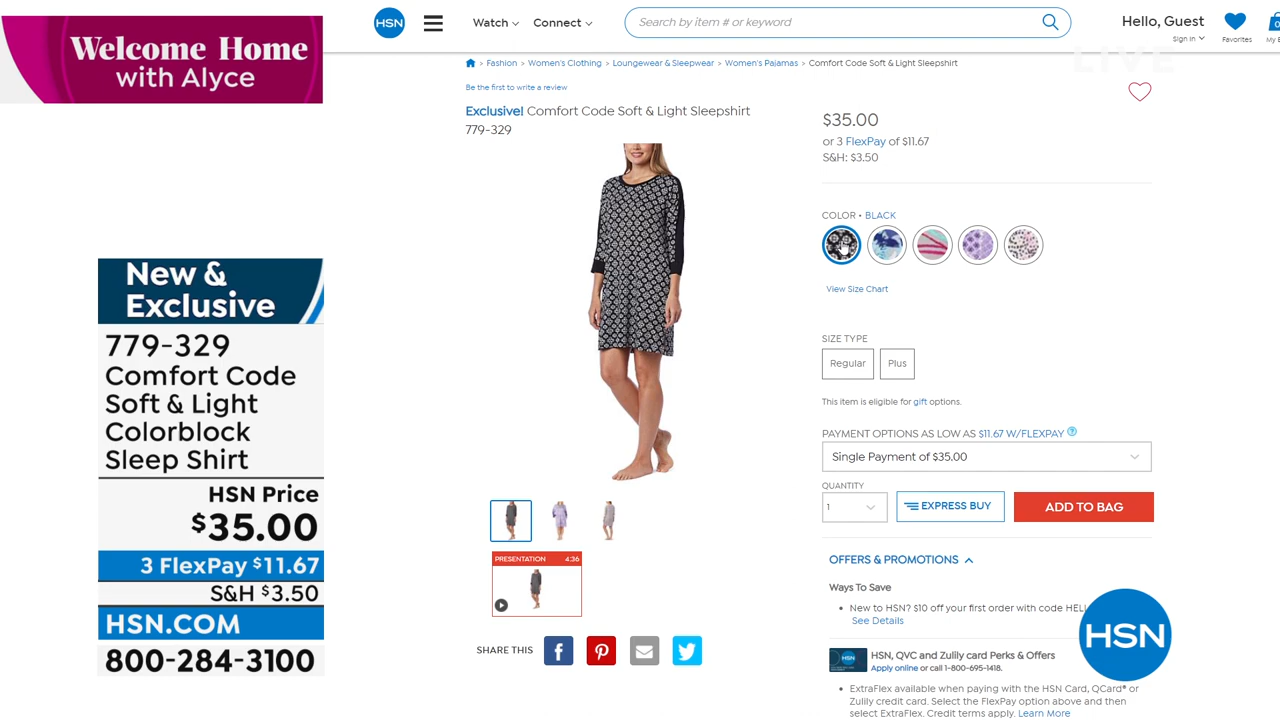 Welcome Home
with Alyce
New &
Exclusive
779-329
Comfort Code
Soft & Light
Colorblock
Sleep Shirt
HSN Price
$35.00
3 FlexPay $11.67
S&H $3.50
HSN.COM
800-284-3100
HSN
Watch
Connect
Search by item # or keyword
Hello, Guest
Sign In
Favorites
My B
0
LIVE
> Fashion > Women's Clothing > Loungewear & Sleepwear > Women's Pajamas > Comfort Code Soft & Light Sleepshirt
Be the first to write a review
Exclusive! Comfort Code Soft & Light Sleepshirt
779-329
PRESENTATION 4:36
SHARE THIS
$35.00
or 3 FlexPay of $11.67
S&H: $3.50
COLOR • BLACK
View Size Chart
SIZE TYPE
Regular
Plus
This item is eligible for gift options.
PAYMENT OPTIONS AS LOW AS $11.67 W/FLEXPAY ?
Single Payment of $35.00
QUANTITY
1
EXPRESS BUY
ADD TO BAG
OFFERS & PROMOTIONS
Ways To Save
• New to HSN? $10 off your first order with code HELL
See Details
HSN, QVC and Zulily card Perks & Offers
Apply online or call 1-800-695-1418.
• ExtraFlex available when paying with the HSN Card, QCard® or
Zulily credit card. Select the FlexPay option above and then
select ExtraFlex. Credit terms apply. Learn More
HSN